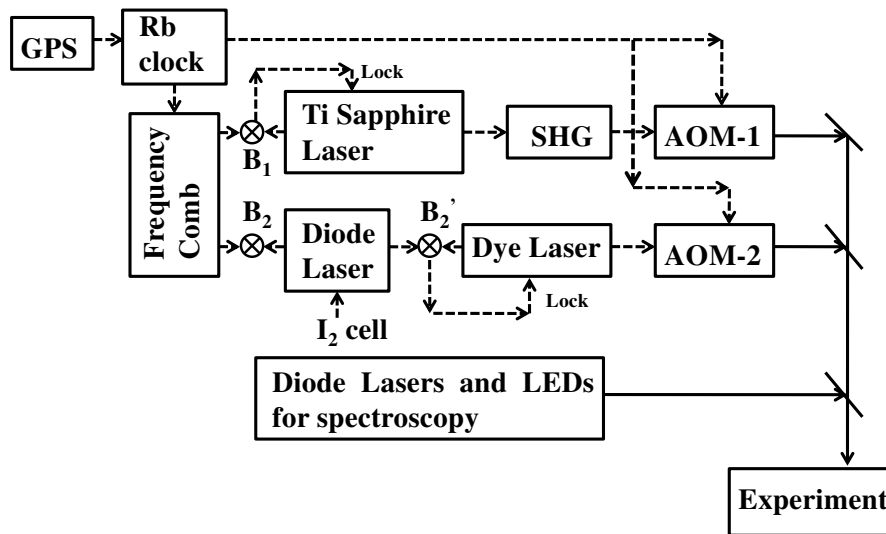 GPS
Rb
clock
Lock
Ti Sapphire
Laser
SHG
AOM-1
B₁
Frequency
Comb
B₂
Diode
Laser
B₂’
Dye Laser
AOM-2
Lock
I₂ cell
Diode Lasers and LEDs
for spectroscopy
Experiment